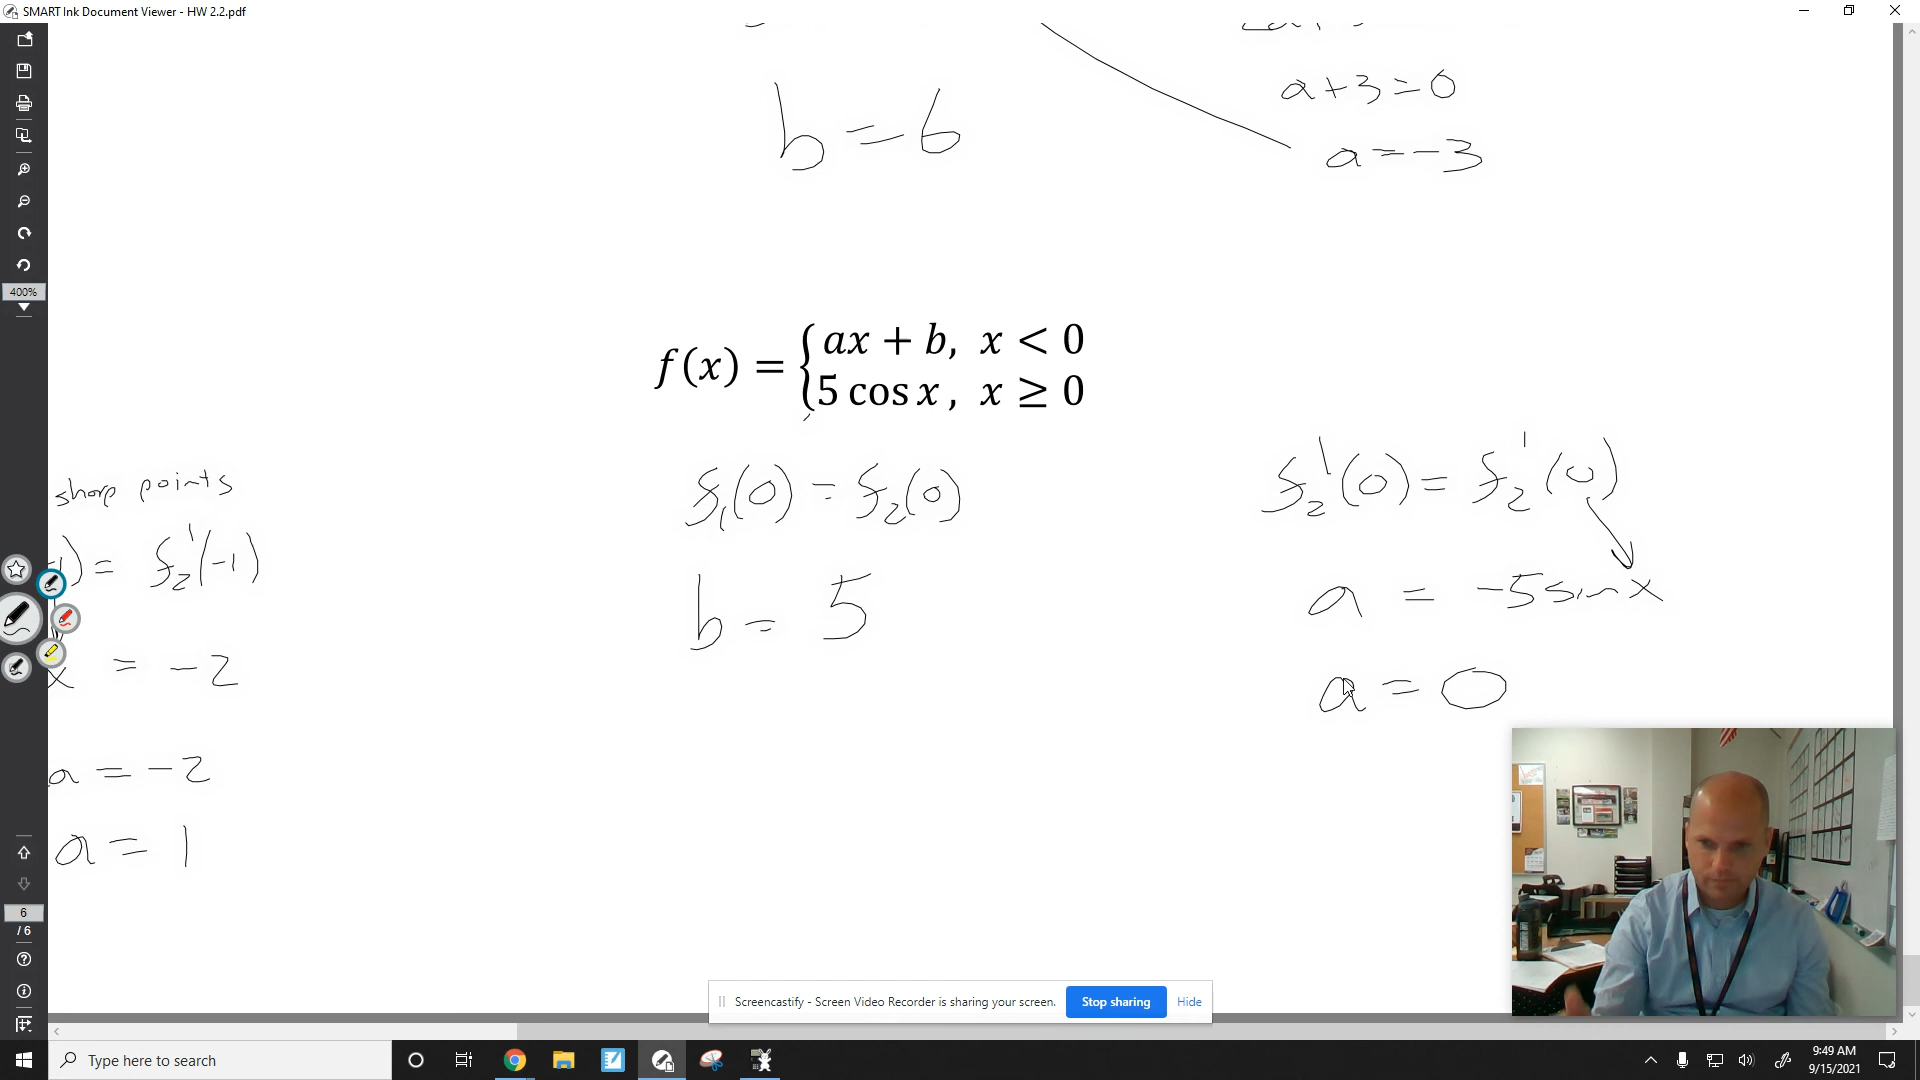 SMART Ink Document Viewer - HW 2.2.pdf
a + 3 = 0
b = 6
a = -3
400%
f(x) = { ax + b, x < 0
5 cos x, x ≥ 0
sharp points
f₁(0) = f₂(0)
f₂'(0) = f₂'(0)
1) = f₂'(-1)
b = 5
a = -5 sin x
x = -2
a = 0
a = -2
a = 1
6
/ 6
Screencastify - Screen Video Recorder is sharing your screen.
Stop sharing
Hide
Type here to search
9:49 AM
9/15/2021